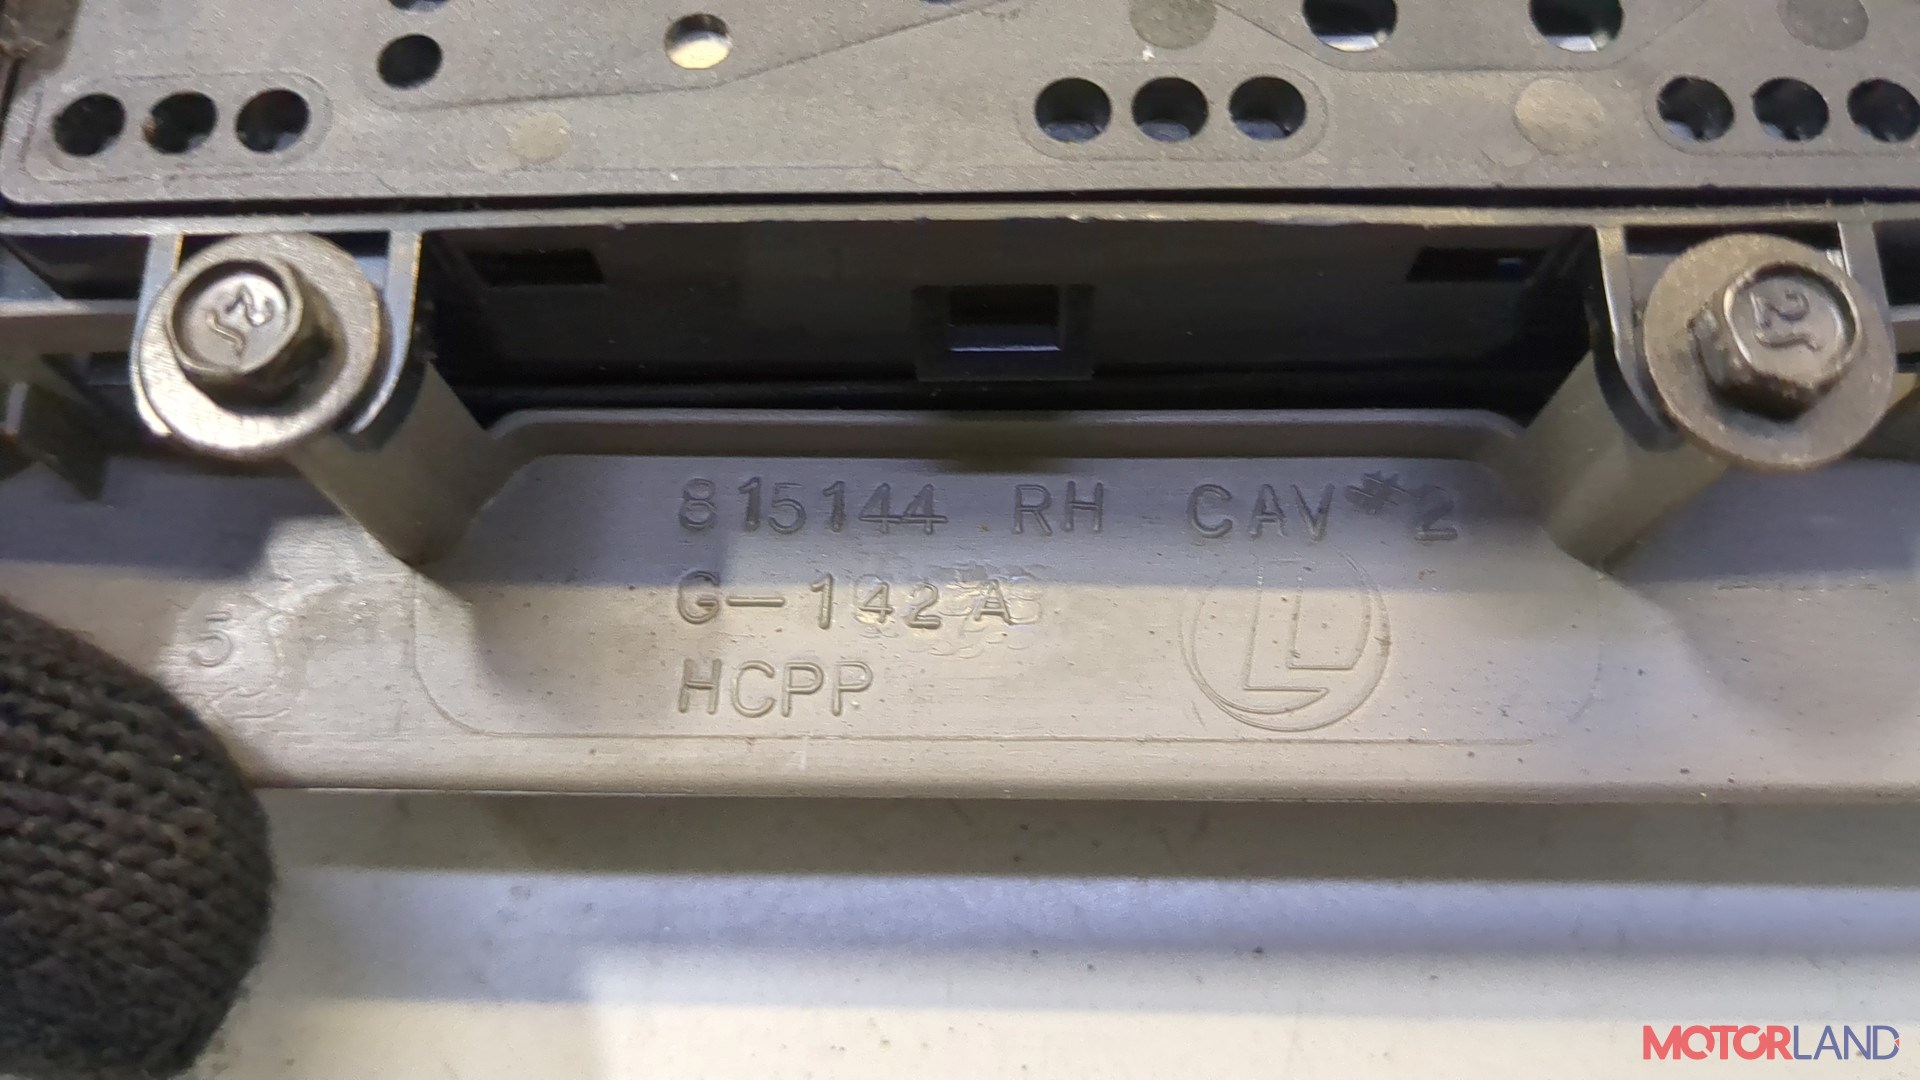 815144 RH CAV#2
G-142 A
HCPP
5
L
MOTORLAND